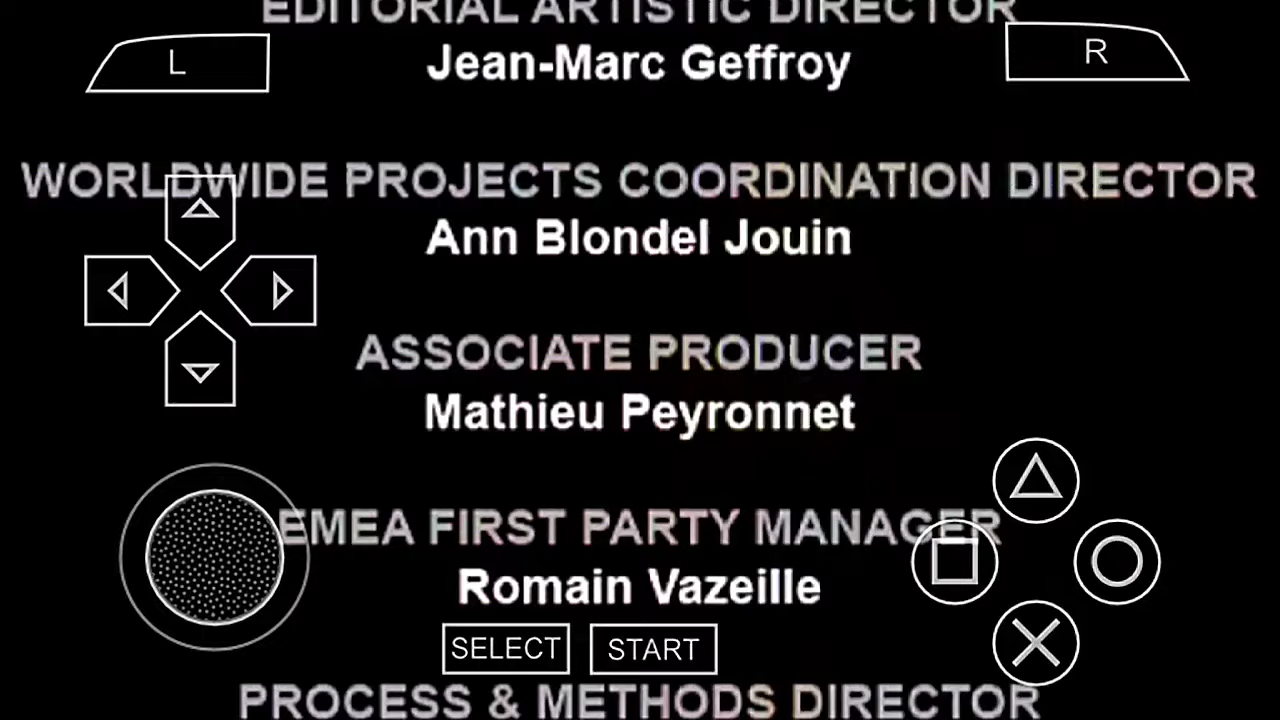 EDITORIAL ARTISTIC DIRECTOR
L
Jean-Marc Geffroy
R
WORLDWIDE PROJECTS COORDINATION DIRECTOR
Ann Blondel Jouin
ASSOCIATE PRODUCER
Mathieu Peyronnet
EMEA FIRST PARTY MANAGER
Romain Vazeille
SELECT START
PROCESS & METHODS DIRECTOR